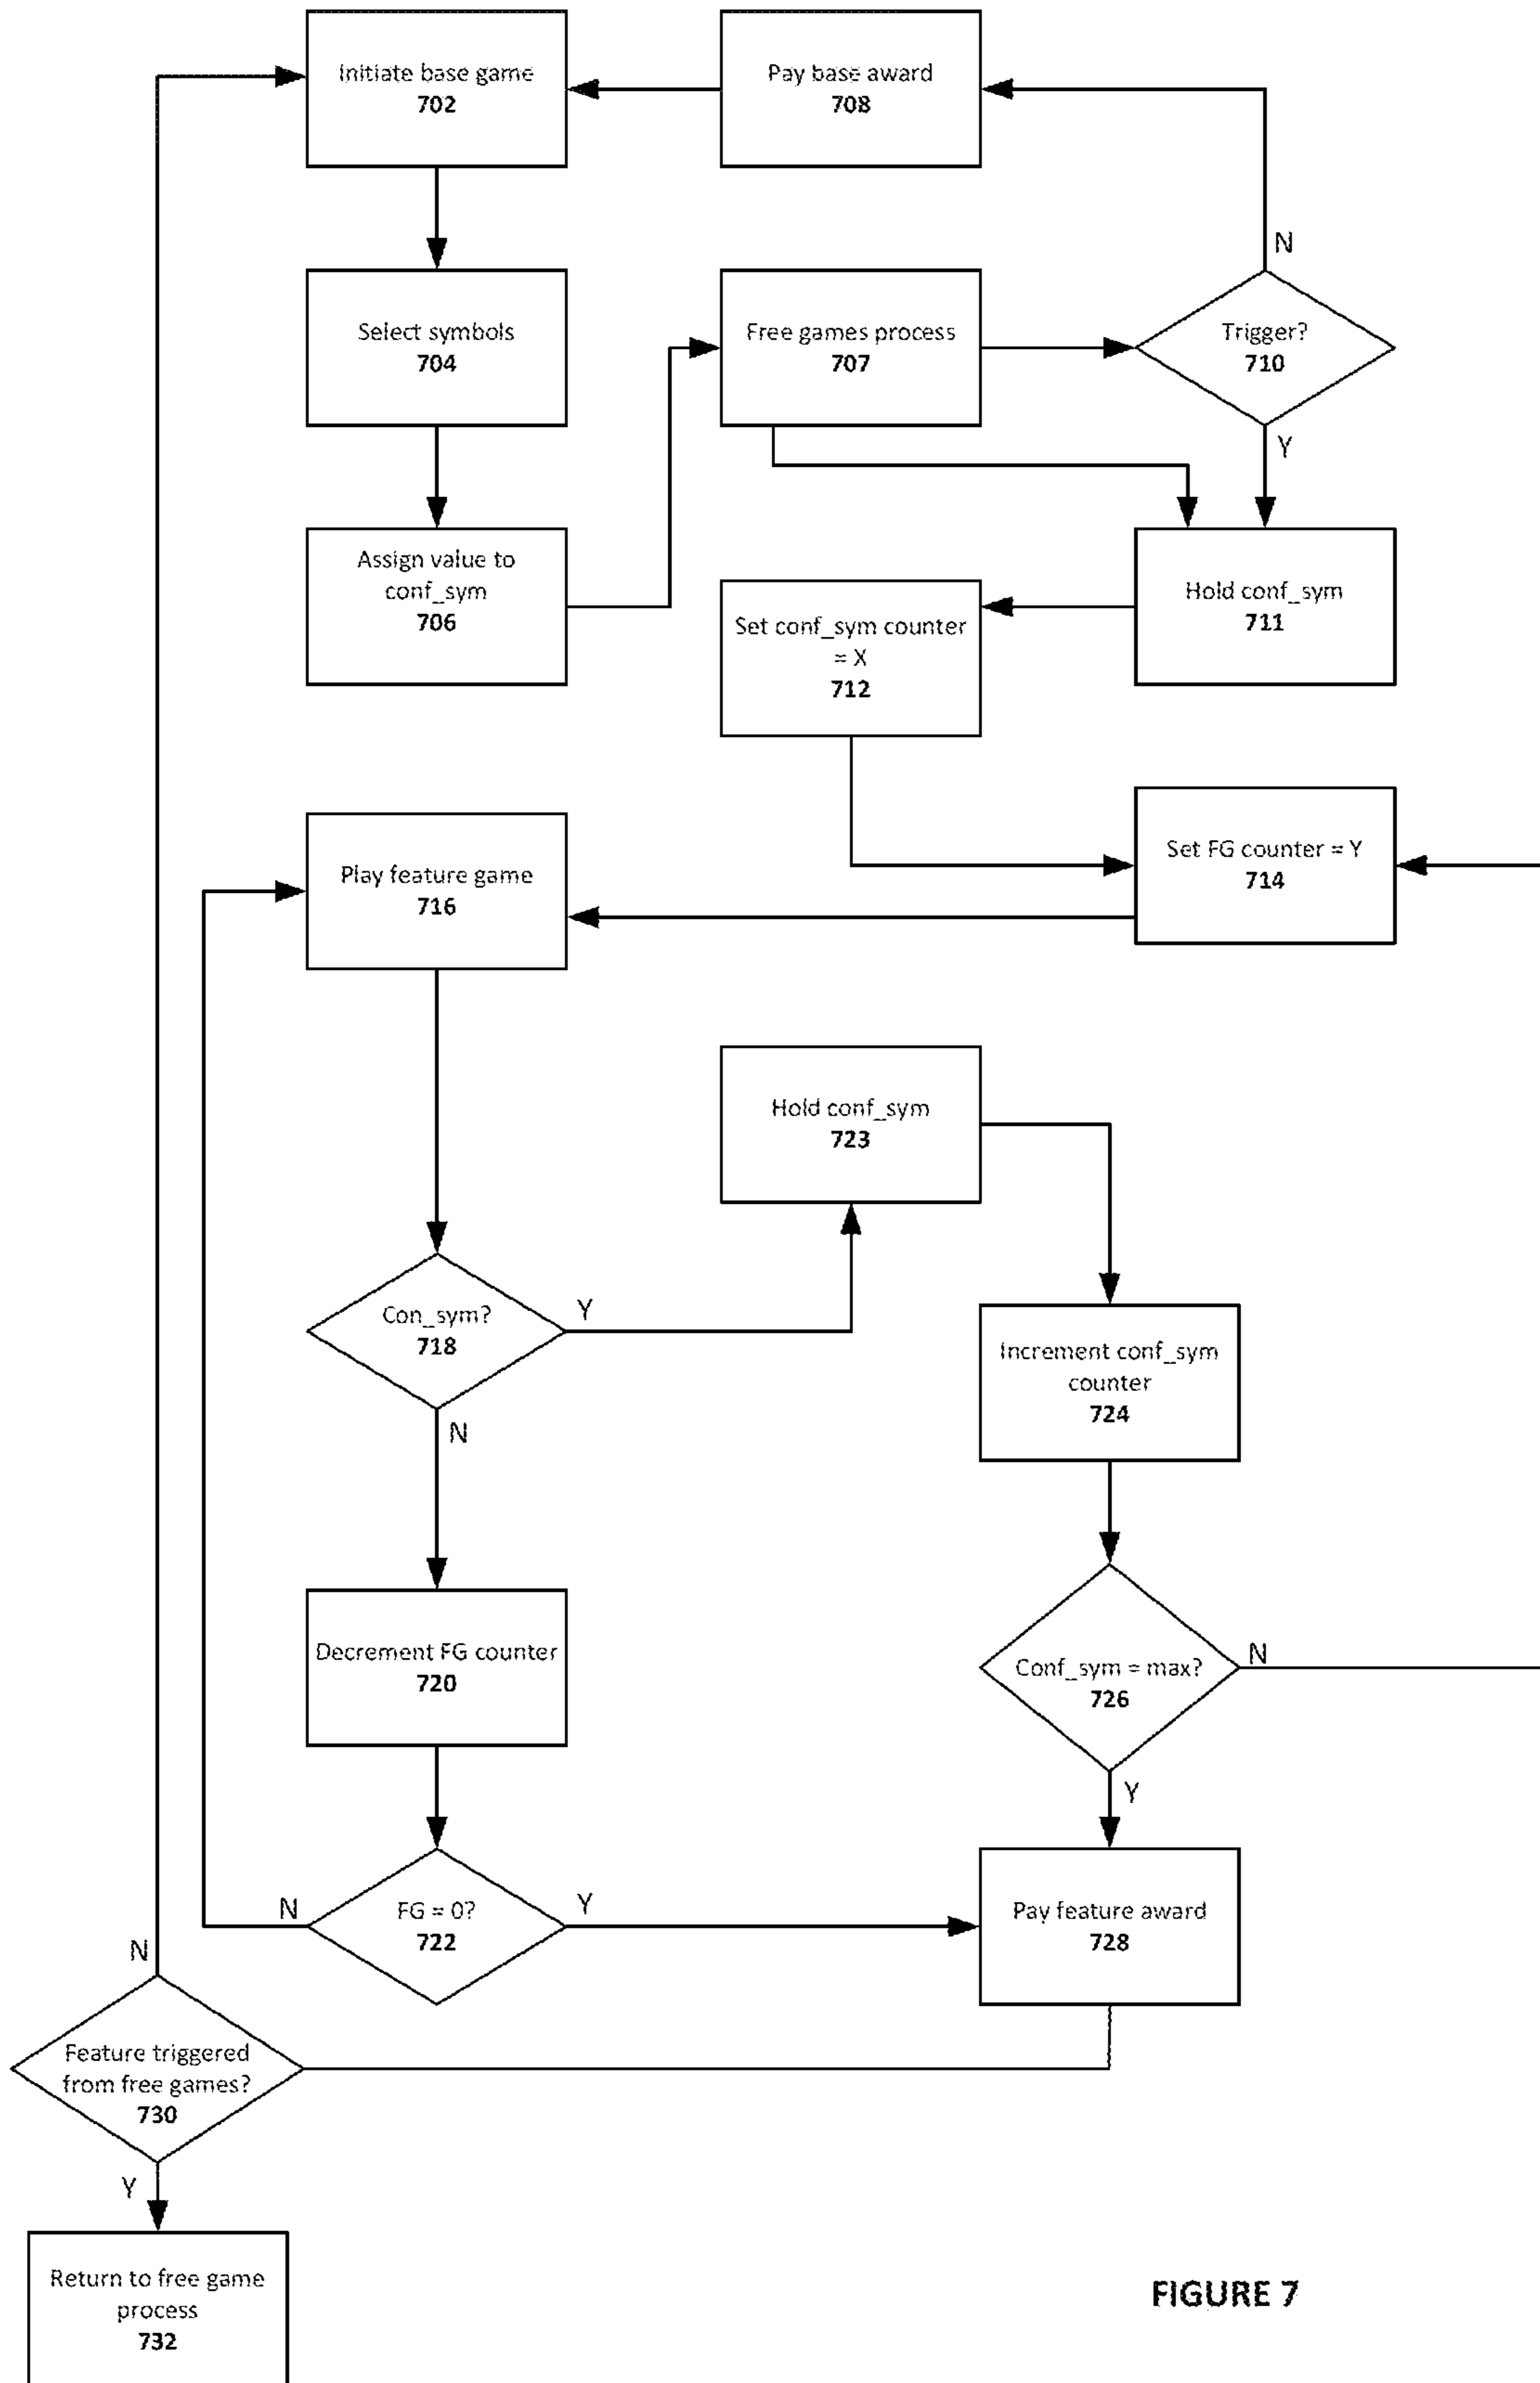 Initiate base game
702
Pay base award
708
N
Select symbols
704
Free games process
707
Trigger?
710
Y
Assign value to
conf_sym
706
Set conf_sym counter
= X
712
Hold conf_sym
711
Play feature game
716
Set FG counter = Y
714
Hold conf_sym
723
Con_sym?
718
Y
N
Increment conf_sym
counter
724
Decrement FG counter
720
Conf_sym = max?
726
N
Y
N
FG = 0?
722
Y
Pay feature award
728
N
Feature triggered
from free games?
730
Y
Return to free game
process
732
FIGURE 7